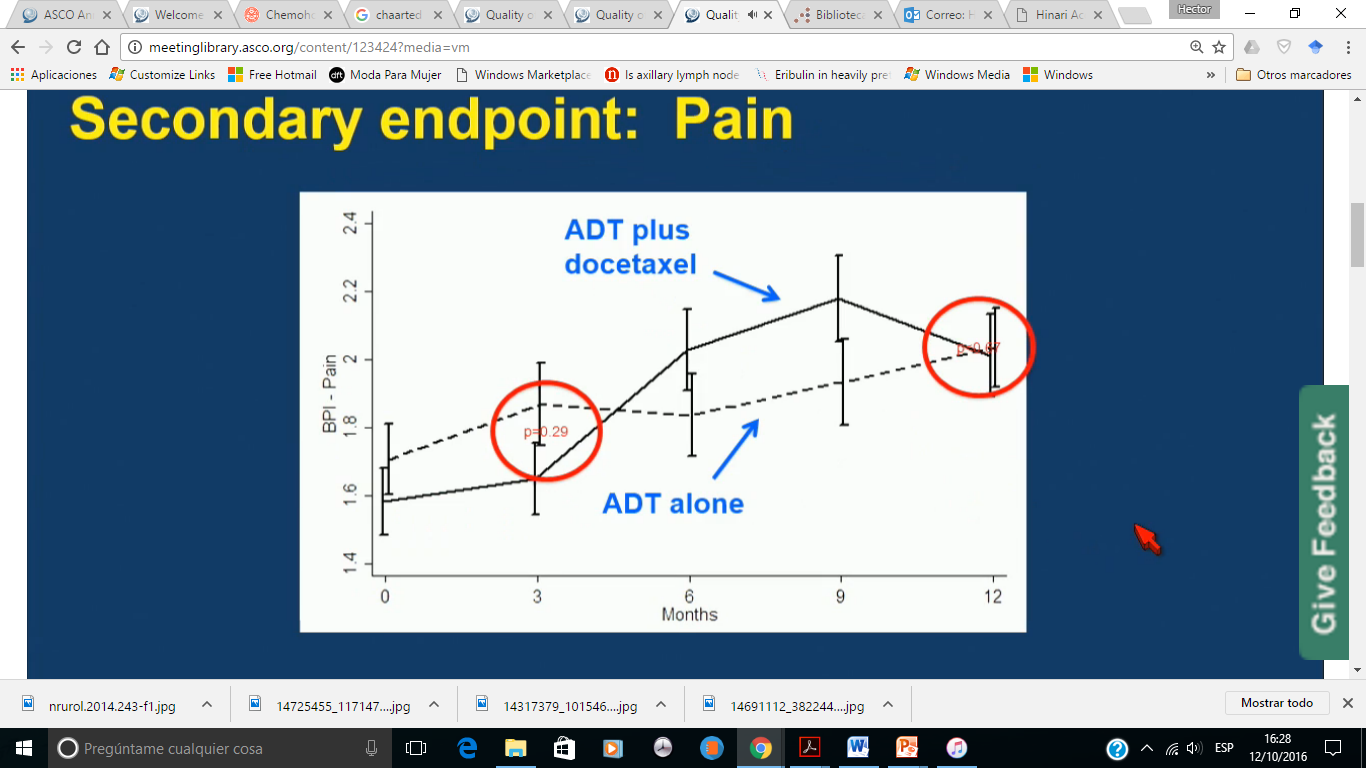 ASCO An
Welcome
Chemoho
chaarted
Quality o
Quality o
Qualit
Biblioteca
Correo: H
Hinari Ac
Hector
meetinglibrary.asco.org/content/123424?media=vm
Aplicaciones
Customize Links
Free Hotmail
dft
Moda Para Mujer
Windows Marketplace
Is axillary lymph node
Eribulin in heavily pre
Windows Media
Windows
»
Otros marcadores
Secondary endpoint: Pain
ADT plus
docetaxel
ADT alone
BPI - Pain
2.4
2.2
2
1.8
1.6
1.4
p=0.29
0
3
6
9
12
Months
Give Feedback
nrurol.2014.243-f1.jpg
14725455_117147....jpg
14317379_101546....jpg
14691112_382244....jpg
Mostrar todo
Pregúntame cualquier cosa
ESP
16:28
12/10/2016